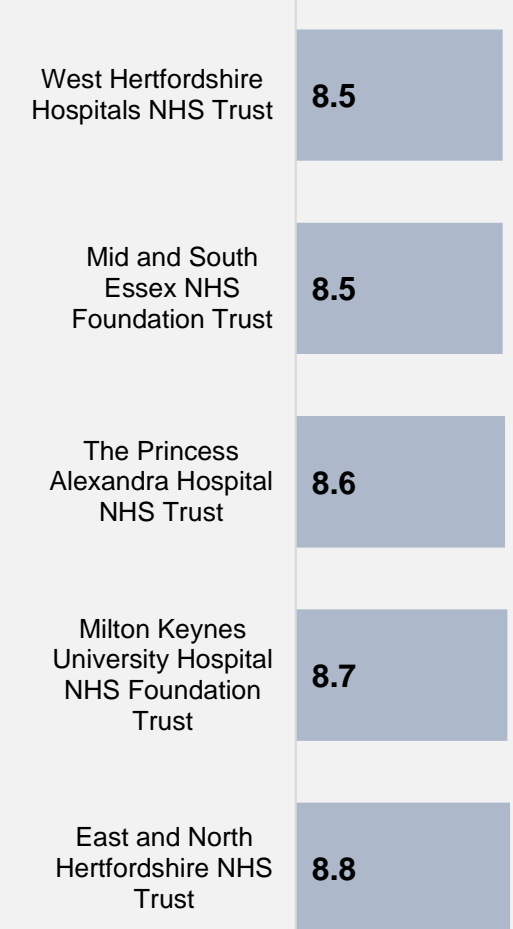 West Hertfordshire
Hospitals NHS Trust
8.5
Mid and South
Essex NHS
Foundation Trust
8.5
The Princess
Alexandra Hospital
NHS Trust
8.6
Milton Keynes
University Hospital
NHS Foundation
Trust
8.7
East and North
Hertfordshire NHS
Trust
8.8